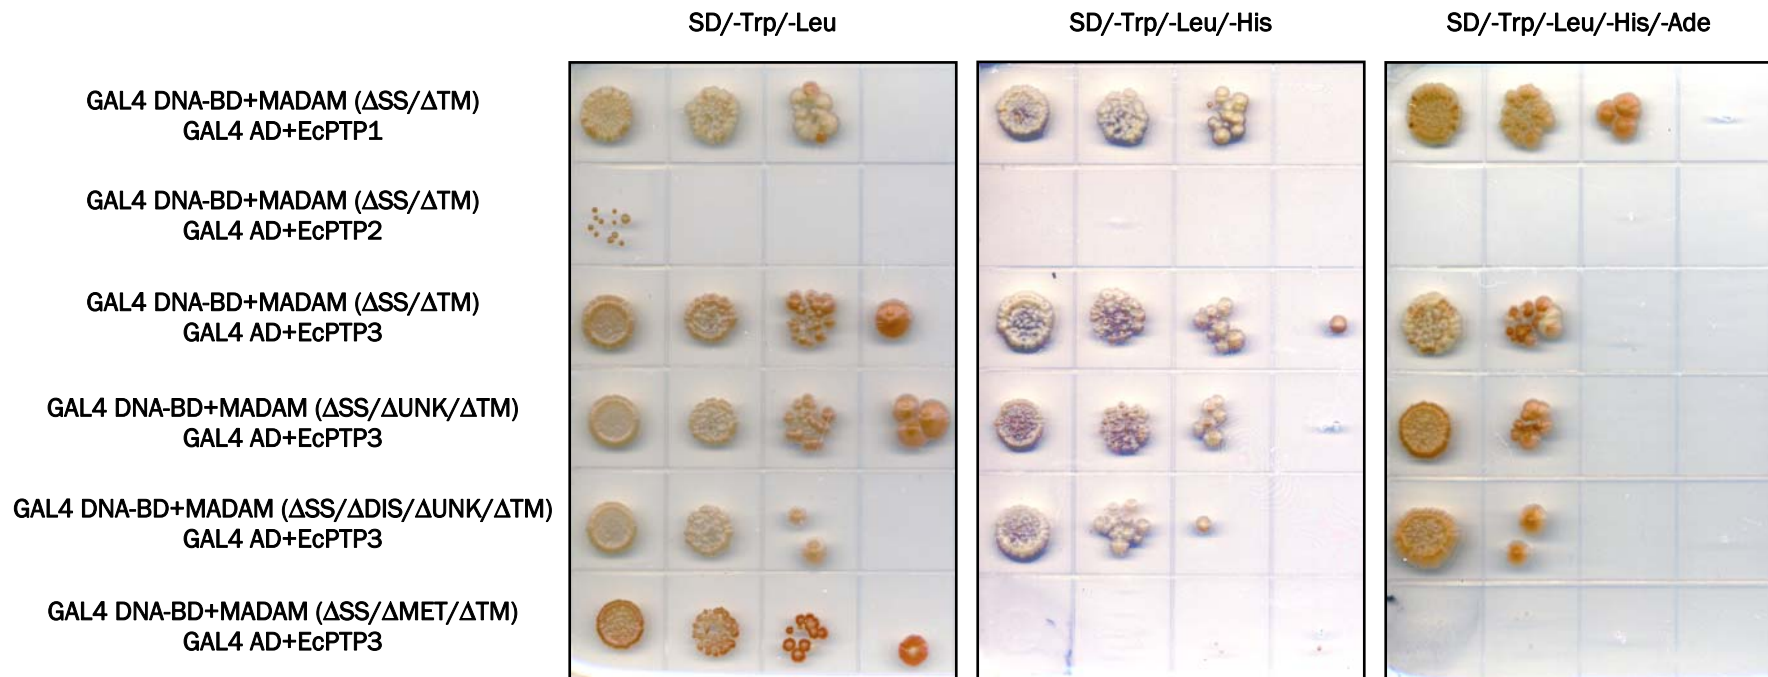 SD/-Trp/-Leu
SD/-Trp/-Leu/-His
SD/-Trp/-Leu/-His/-Ade
GAL4 DNA-BD+MADAM (ΔSS/ΔTM)
GAL4 AD+EcPTP1
GAL4 DNA-BD+MADAM (ΔSS/ΔTM)
GAL4 AD+EcPTP2
GAL4 DNA-BD+MADAM (ΔSS/ΔTM)
GAL4 AD+EcPTP3
GAL4 DNA-BD+MADAM (ΔSS/ΔUNK/ΔTM)
GAL4 AD+EcPTP3
GAL4 DNA-BD+MADAM (ΔSS/ΔDIS/ΔUNK/ΔTM)
GAL4 AD+EcPTP3
GAL4 DNA-BD+MADAM (ΔSS/ΔMET/ΔTM)
GAL4 AD+EcPTP3